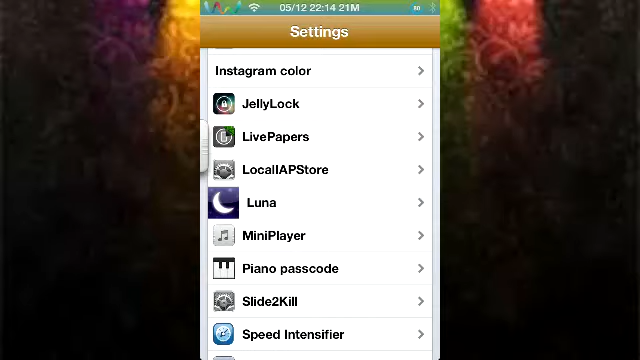 05/12 22:14 21M
Settings
Instagram color
JellyLock
LivePapers
LocalIAPStore
Luna
MiniPlayer
Piano passcode
Slide2Kill
Speed Intensifier